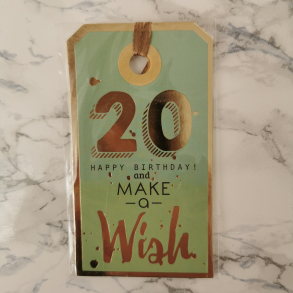 20
HAPPY BIRTHDAY!
and
MAKE
-a-
Wish